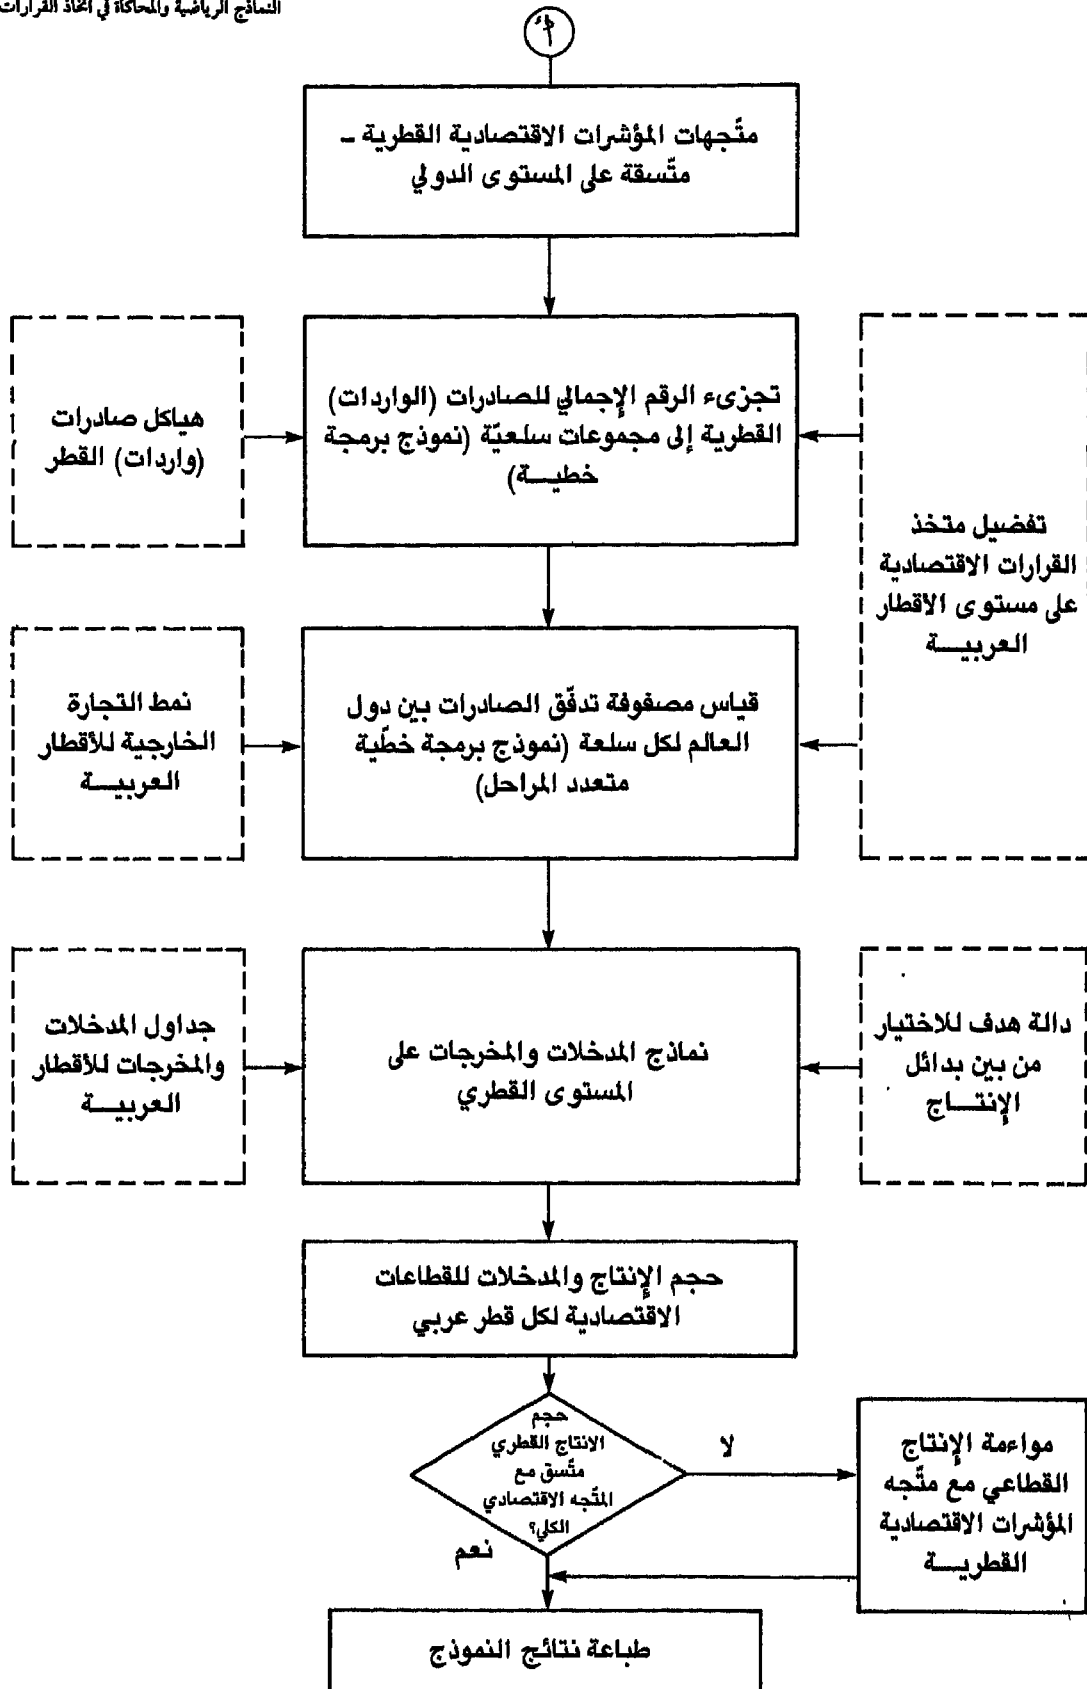 النماذج الرياضية والمحاكاة في اتخاذ القرارات
متّجهات المؤشرات الاقتصادية القطرية ــ
متّسقة على المستوى الدولي
تجزىء الرقم الإجمالي للصادرات (الواردات)
القطرية إلى مجموعات سلعيّة (نموذج برمجة
خطيــة)
هياكل صادرات
(واردات) القطر
تفضيل متخذ
القرارات الاقتصادية
على مستوى الأقطار
العربيــة
قياس مصفوفة تدفّق الصادرات بين دول
العالم لكل سلعة (نموذج برمجة خطّية
متعدد المراحل)
نمط التجارة
الخارجية للأقطار
العربيــة
دالة هدف للاختيار
من بين بدائل
الإنتــاج
نماذج المدخلات والمخرجات على
المستوى القطري
جداول المدخلات
والمخرجات للأقطار
العربيــة
حجم الإنتاج والمدخلات للقطاعات
الاقتصادية لكل قطر عربي
حجم
الانتاج القطري
متّسق مع
المتّجه الاقتصادي
الكلي؟
لا
نعم
مواءمة الإنتاج
القطاعي مع متّجه
المؤشرات الاقتصادية
القطريــة
طباعة نتائج النموذج